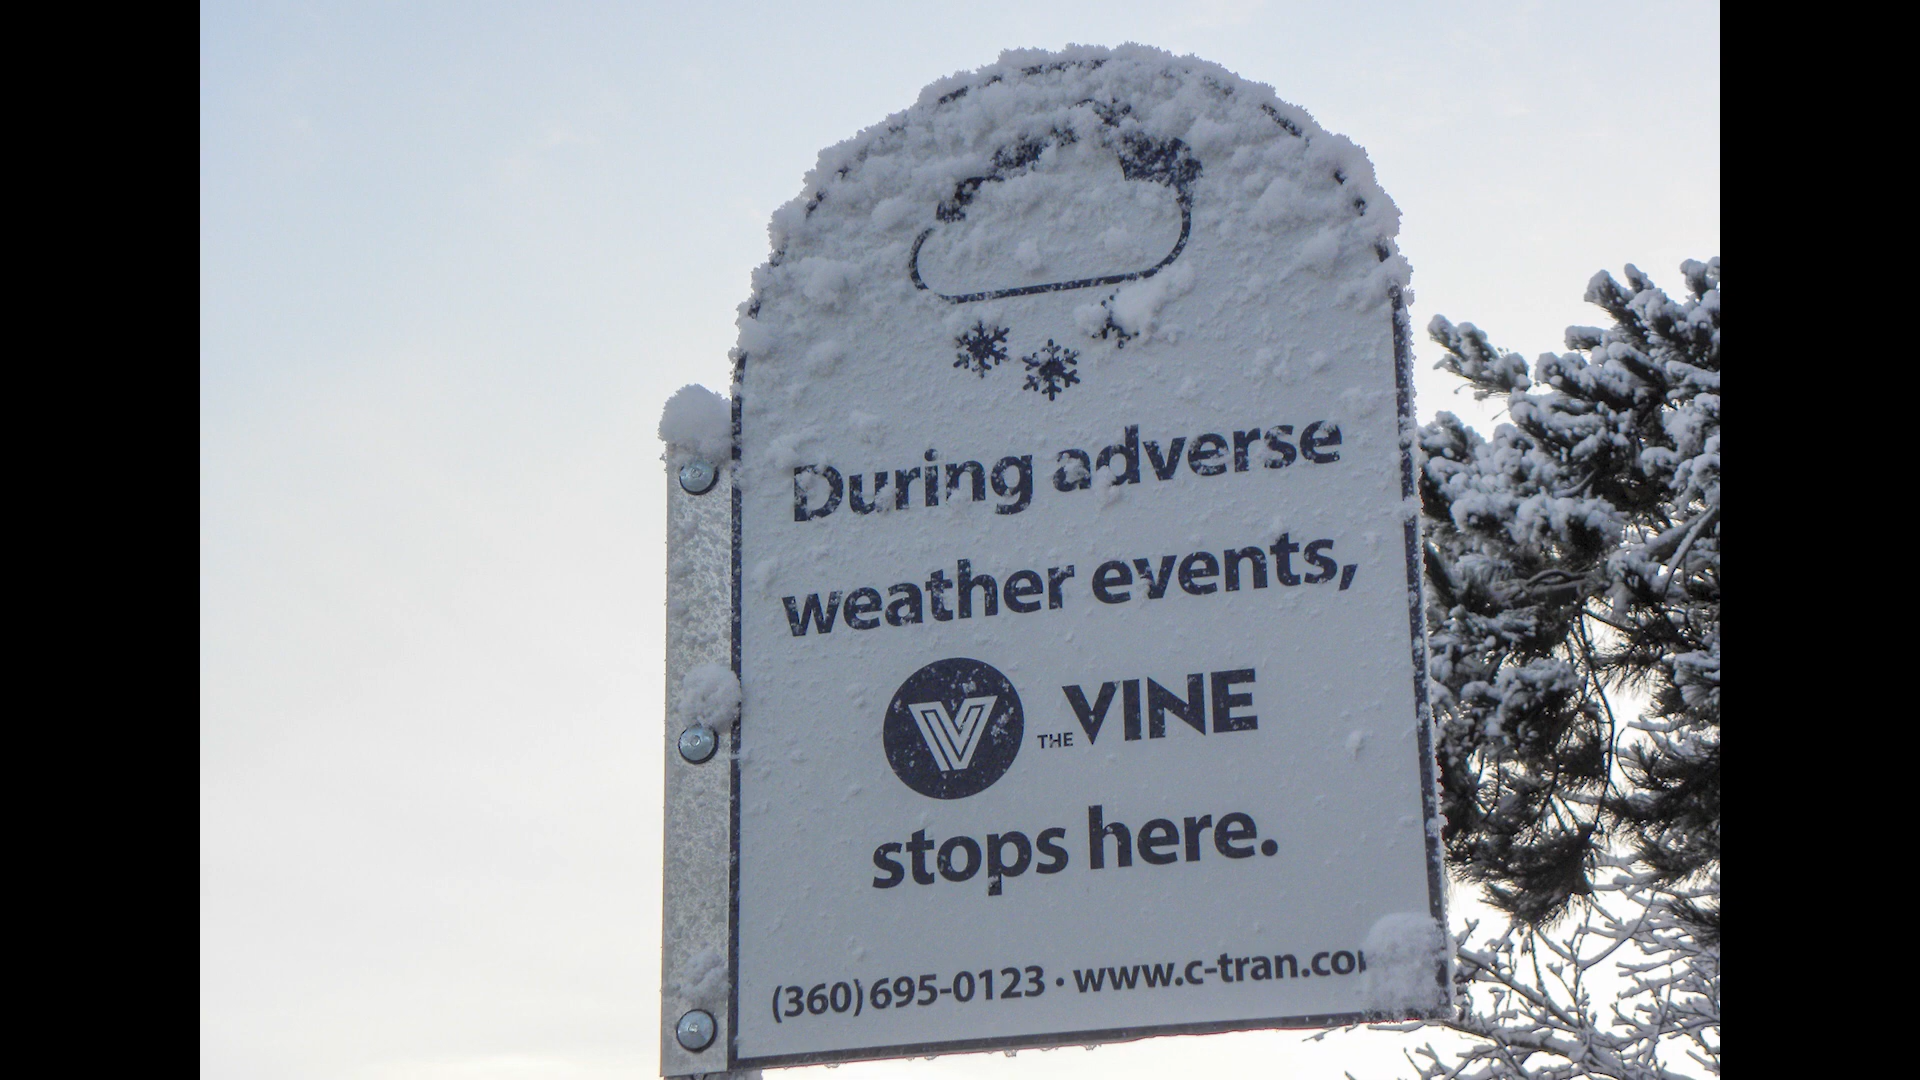 During adverse
weather events,
V THE VINE
stops here.
(360) 695-0123 • www.c-tran.co